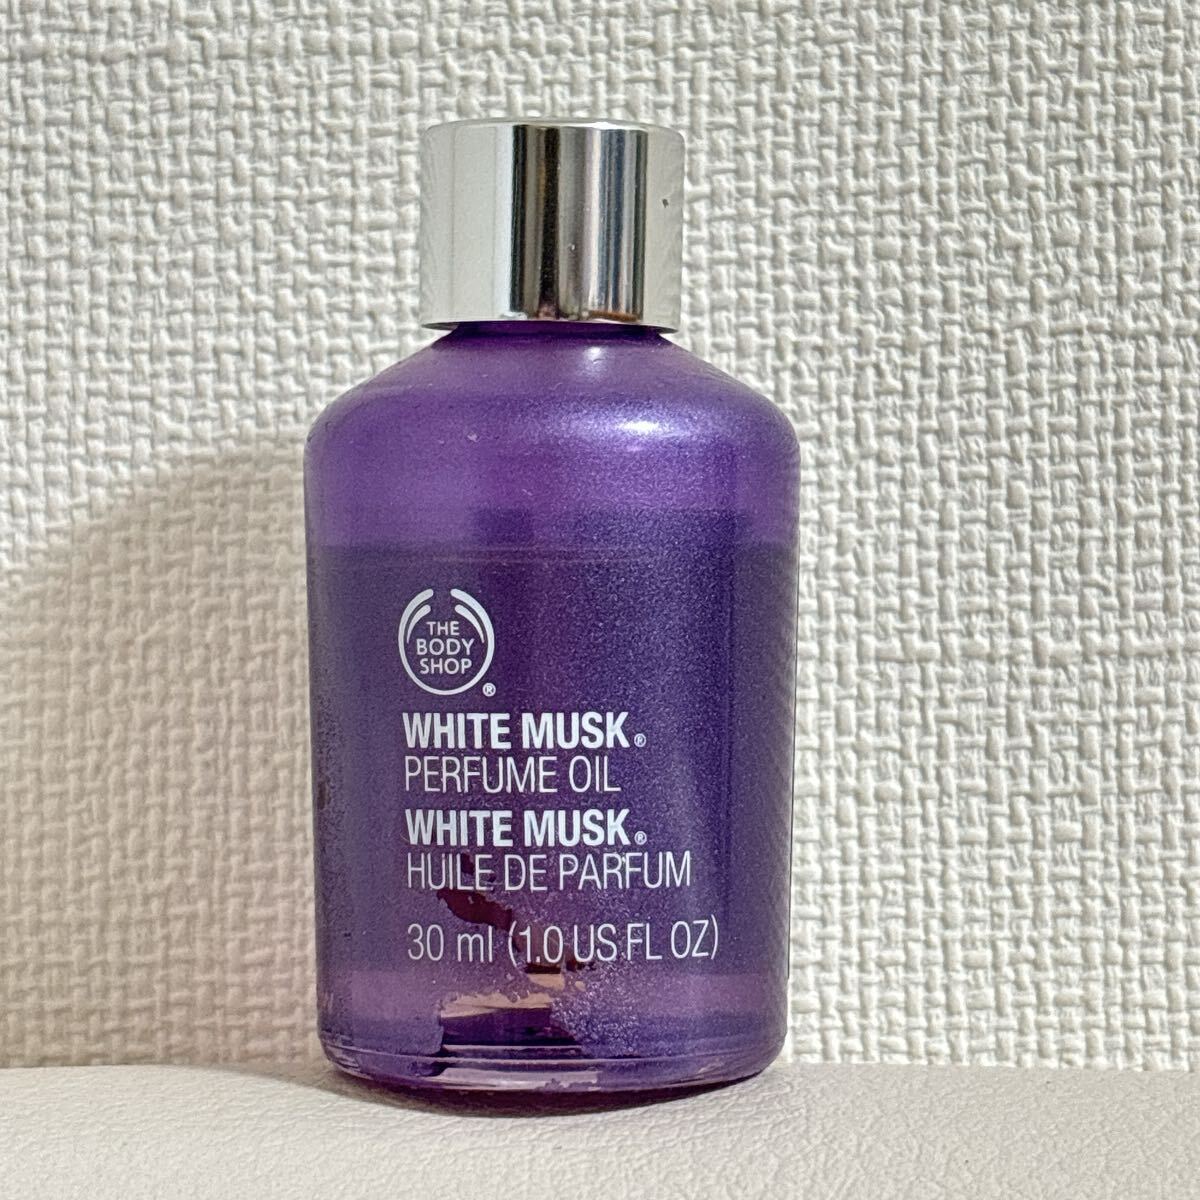 THE
BODY
SHOP
®
WHITE MUSK®
PERFUME OIL
WHITE MUSK®
HUILE DE PARFUM
30 ml (1.0 US FL OZ)